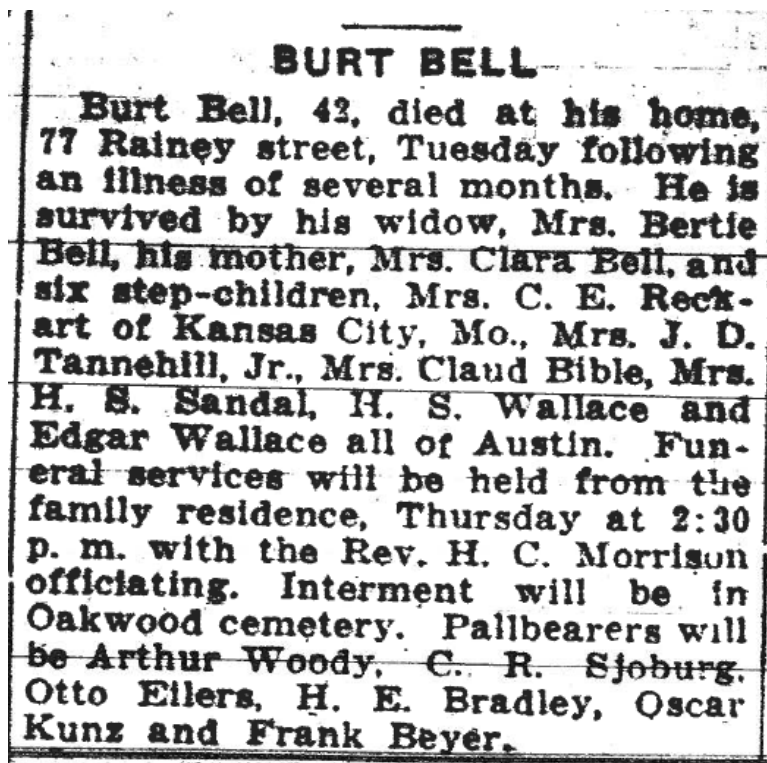 BURT BELL
Burt Bell, 42, died at his home,
77 Rainey street, Tuesday following
an illness of several months. He is
survived by his widow, Mrs. Bertie
Bell, his mother, Mrs. Clara Bell, and
six step-children, Mrs. C. E. Reck-
art of Kansas City, Mo., Mrs. J. D.
Tannehill, Jr., Mrs. Claud Bible, Mrs.
H. S. Sandal, H. S. Wallace and
Edgar Wallace all of Austin. Fun-
eral services will be held from the
family residence, Thursday at 2:30
p. m. with the Rev. H. C. Morrison
officiating. Interment will be in
Oakwood cemetery. Pallbearers will
be Arthur Woody, C. R. Sjoburg,
Otto Eilers, H. E. Bradley, Oscar
Kunz and Frank Beyer.